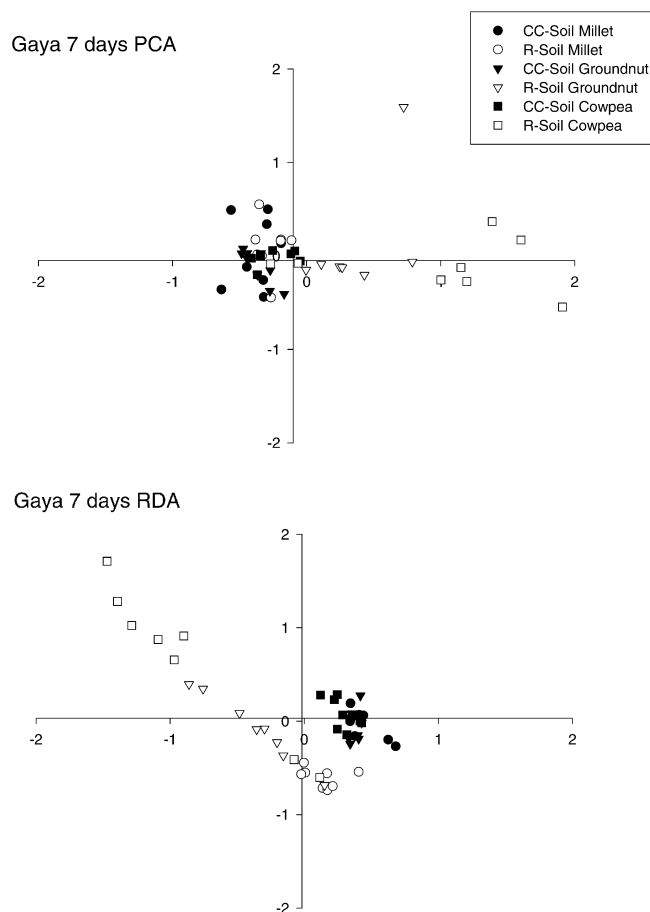 Gaya 7 days PCA
CC-Soil Millet
R-Soil Millet
CC-Soil Groundnut
R-Soil Groundnut
CC-Soil Cowpea
R-Soil Cowpea
2
1
-2
-1
0
1
2
-1
-2
Gaya 7 days RDA
2
1
0
-2
-1
0
1
2
-1
-2